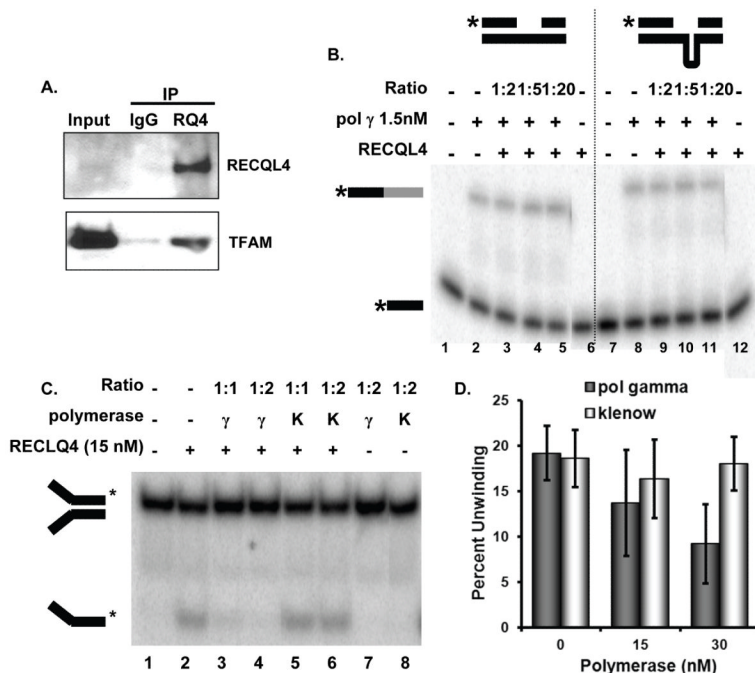 A.
IP
Input IgG RQ4
RECQL4
TFAM
B.
* *
Ratio - - 1:2 1:5 1:20 - - - 1:2 1:5 1:20 -
pol γ 1.5nM - + + + + - - + + + + -
RECQL4 - - + + + + - - + + + +
*
*
1 2 3 4 5 6 7 8 9 10 11 12
C.
Ratio - - 1:1 1:2 1:1 1:2 1:2 1:2
polymerase - - γ γ K K γ K
RECLQ4 (15 nM) - + + + + + - -
*
*
1 2 3 4 5 6 7 8
D.
pol gamma
klenow
Percent Unwinding
25
20
15
10
5
0
0 15 30
Polymerase (nM)